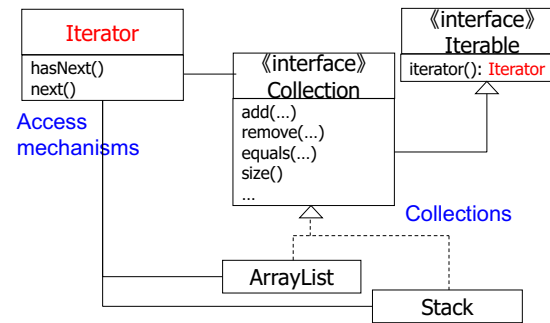 Iterator
hasNext()
next()
Access
mechanisms
《interface》
Collection
add(...)
remove(...)
equals(...)
size()
...
《interface》
Iterable
iterator(): Iterator
Collections
ArrayList
Stack